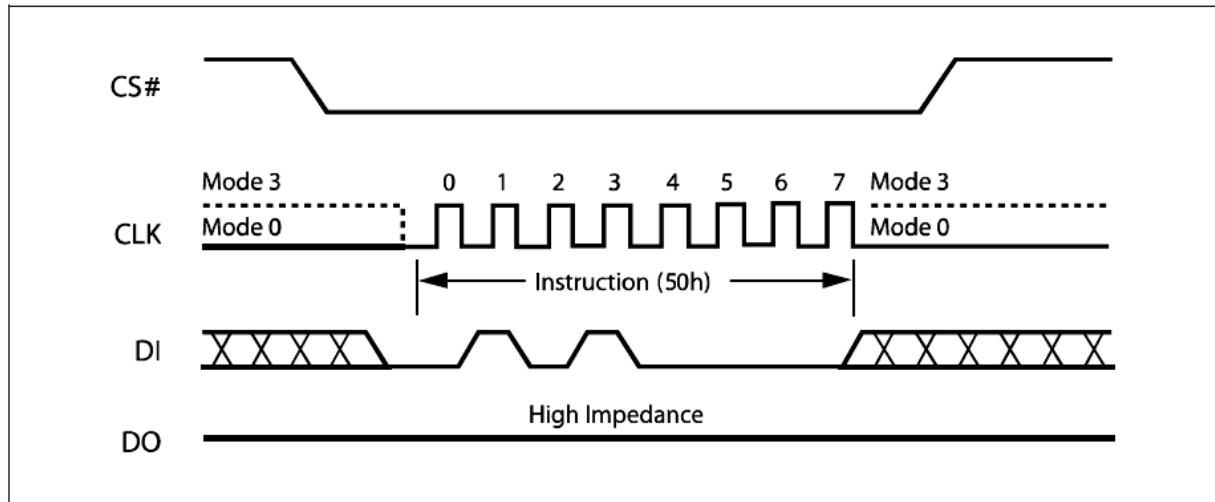 CS#
Mode 3
0 1 2 3 4 5 6 7
Mode 3
CLK
Mode 0
Mode 0
Instruction (50h)
DI
High Impedance
DO